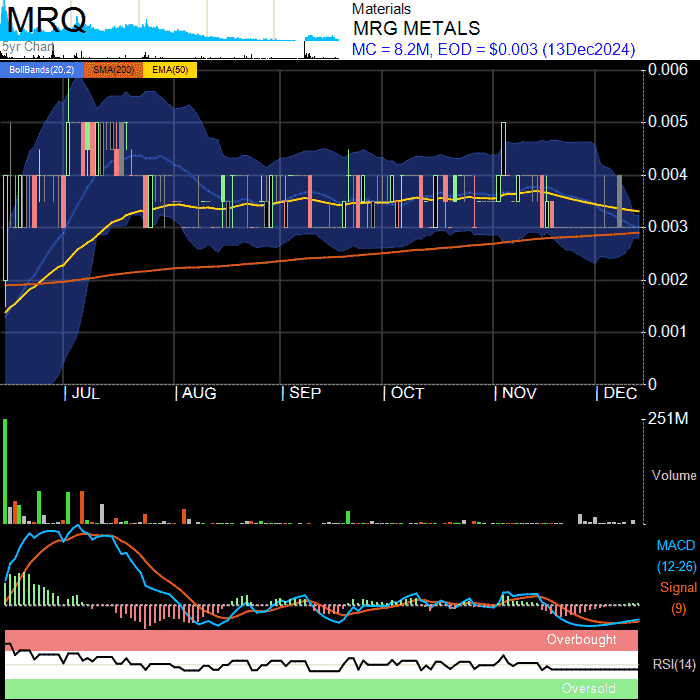 MRQ
5yr Chart
Materials
MRG METALS
MC = 8.2M, EOD = $0.003 (13Dec2024)
BollBands(20,2) SMA(200) EMA(50)
0.006
0.005
0.004
0.003
0.002
0.001
0
| JUL | AUG | SEP | OCT | NOV | DEC
251M
Volume
MACD
(12-26)
Signal
(9)
Overbought
RSI(14)
Oversold